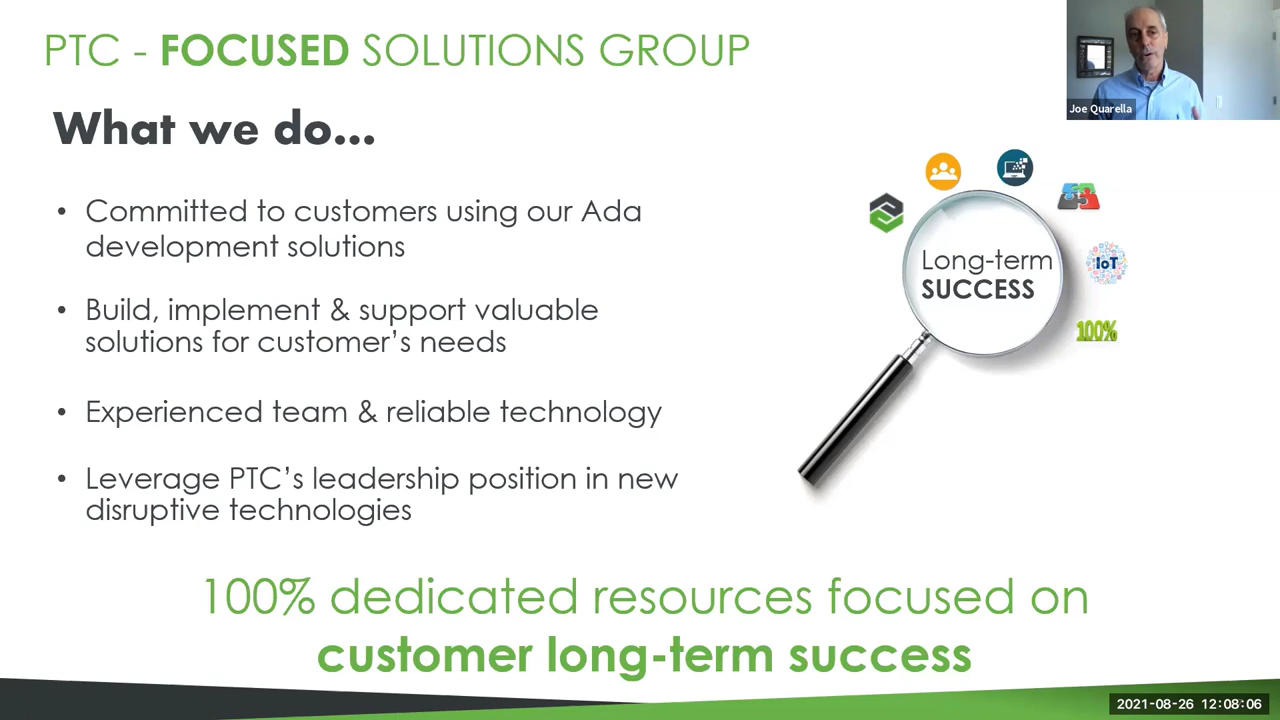 PTC - FOCUSED SOLUTIONS GROUP
Joe Quarella
What we do...
• Committed to customers using our Ada
development solutions
• Build, implement & support valuable
solutions for customer's needs
• Experienced team & reliable technology
• Leverage PTC's leadership position in new
disruptive technologies
Long-term
SUCCESS
IoT
100%
100% dedicated resources focused on
customer long-term success
2021-08-26 12:08:06